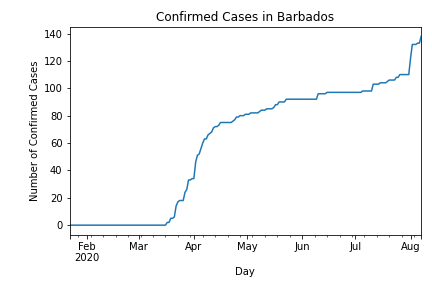 Confirmed Cases in Barbados
140
120
100
80
60
40
20
0
Number of Confirmed Cases
Feb Mar Apr May Jun Jul Aug
2020
Day